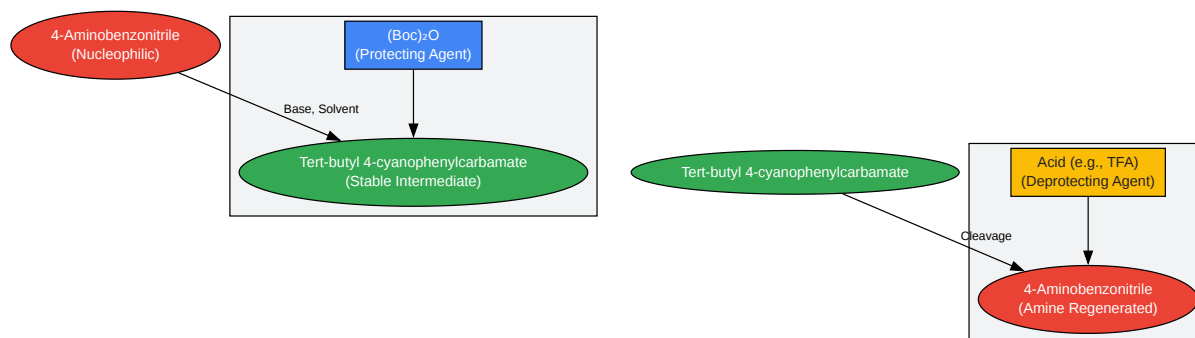 4-Aminobenzonitrile
(Nucleophilic)
(Boc)₂O
(Protecting Agent)
Base, Solvent
Tert-butyl 4-cyanophenylcarbamate
(Stable Intermediate)
Tert-butyl 4-cyanophenylcarbamate
Acid (e.g., TFA)
(Deprotecting Agent)
Cleavage
4-Aminobenzonitrile
(Amine Regenerated)